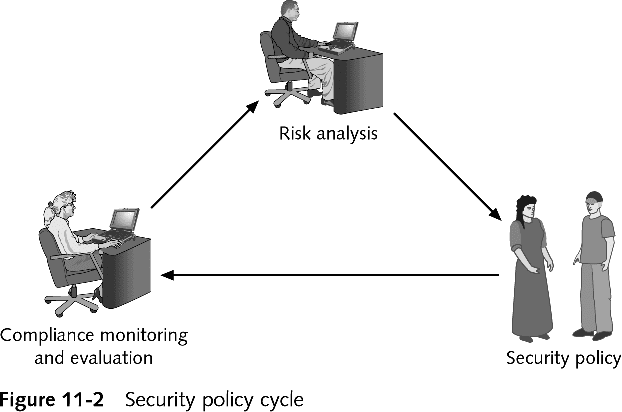 Risk analysis
Compliance monitoring
and evaluation
Security policy
Figure 11-2 Security policy cycle